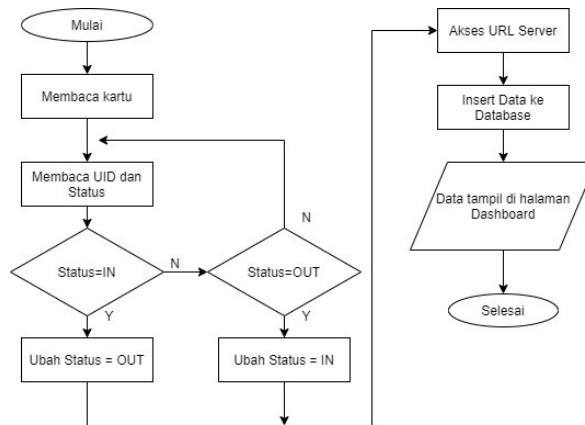 Mulai
Membaca kartu
Membaca UID dan
Status
Status=IN
N
Status=OUT
N
Y
Y
Ubah Status = OUT
Ubah Status = IN
Akses URL Server
Insert Data ke
Database
Data tampil di halaman
Dashboard
Selesai